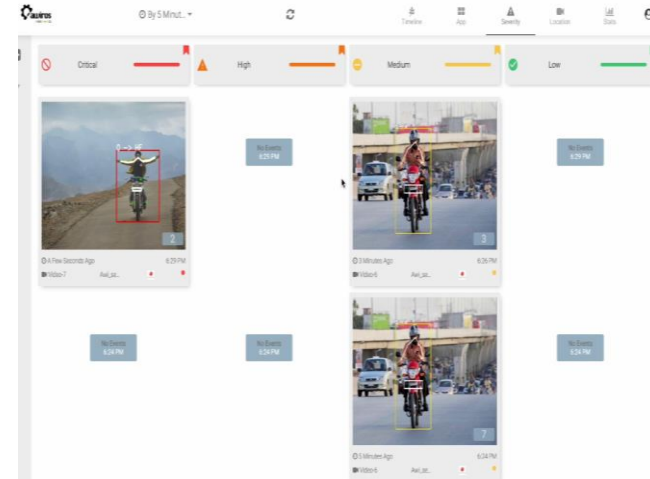 awiros
By 5 Minut...
Timeline
App
Severity
Location
Stats
Critical
High
Medium
Low
2
A Few Seconds Ago 6:29 PM
Video-7
No Events
6:29 PM
3
3 Minutes Ago 6:26 PM
Video-6
No Events
6:29 PM
No Events
6:24 PM
No Events
6:24 PM
7
5 Minutes Ago 6:24 PM
Video-6
No Events
6:24 PM